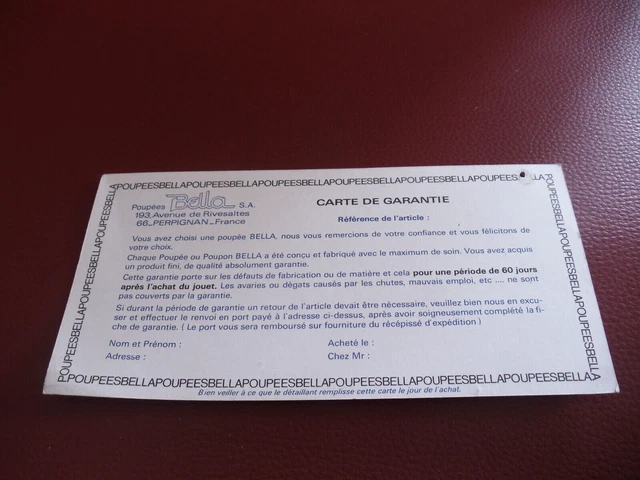 POUPEESBELLAPOUPEESBELLAPOUPEESBELLAPOUPEESBELLAPOUPEESBELLAPOUPEESBELLA
Poupées Bella S.A.
CARTE DE GARANTIE
193, Avenue de Rivesaltes
66_PERPIGNAN_France
Référence de l'article :
Vous avez choisi une poupée BELLA, nous vous remercions de votre confiance et vous félicitons de
votre choix.
Chaque Poupée ou Poupon BELLA a été conçu et fabriqué avec le maximum de soin. Vous avez acquis
un produit fini, de qualité absolument garantie.
Cette garantie porte sur les défauts de fabrication ou de matière et cela pour une période de 60 jours
après l'achat du jouet. Les avaries ou dégats causés par les chutes, mauvais emploi, etc .... ne sont
pas couverts par la garantie.
Si durant la période de garantie un retour de l'article devait être nécessaire, veuillez bien nous en excu-
ser et effectuer le renvoi en port payé à l'adresse ci-dessus, après avoir soigneusement complété la fi-
che de garantie. ( Le port vous sera remboursé sur fourniture du récépissé d'expédition )
Nom et Prénom :
Acheté le :
Adresse :
Chez Mr :
POUPEESBELLAPOUPEESBELLAPOUPEESBELLAPOUPEESBELLAPOUPEESBELLAPOUPEESBELLA
Bien veiller à ce que le détaillant remplisse cette carte le jour de l'achat.
POUPEESBELLAPOUPEESBELLAPOUPEESBELLA
POUPEESBELLAPOUPEESBELLAPOUPEESBELLA